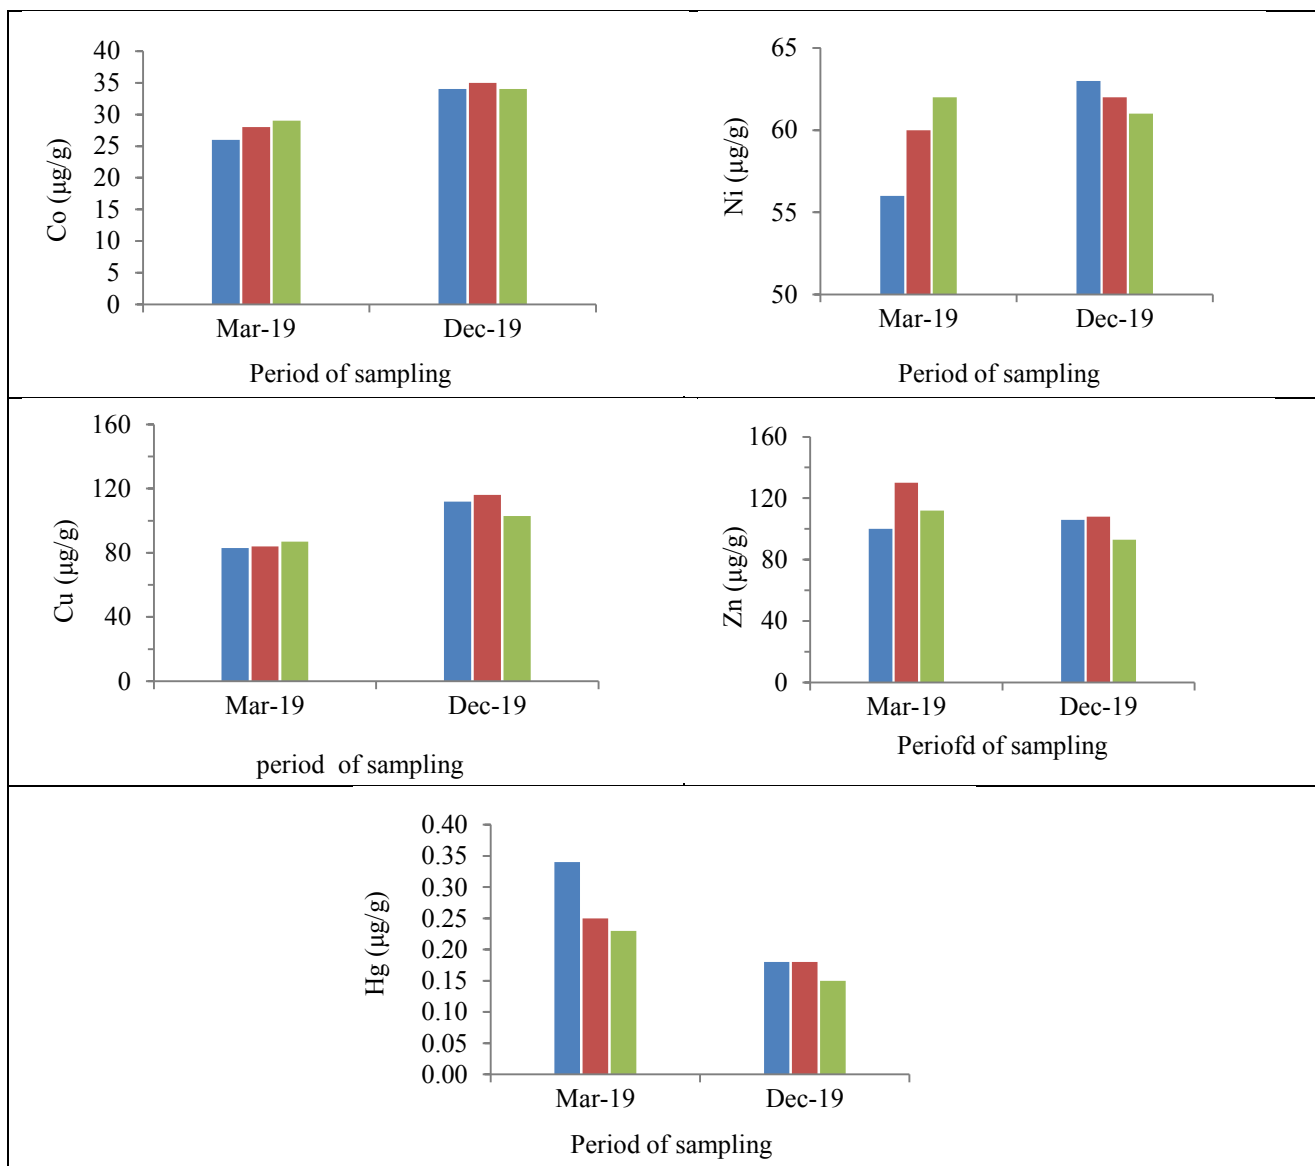 Co (µg/g)
40
35
30
25
20
15
10
5
0
Mar-19 Dec-19
Period of sampling
Ni (µg/g)
65
60
55
50
Mar-19 Dec-19
Period of sampling
Cu (µg/g)
160
120
80
40
0
Mar-19 Dec-19
period of sampling
Zn (µg/g)
160
120
80
40
0
Mar-19 Dec-19
Periofd of sampling
Hg (µg/g)
0.40
0.35
0.30
0.25
0.20
0.15
0.10
0.05
0.00
Mar-19 Dec-19
Period of sampling